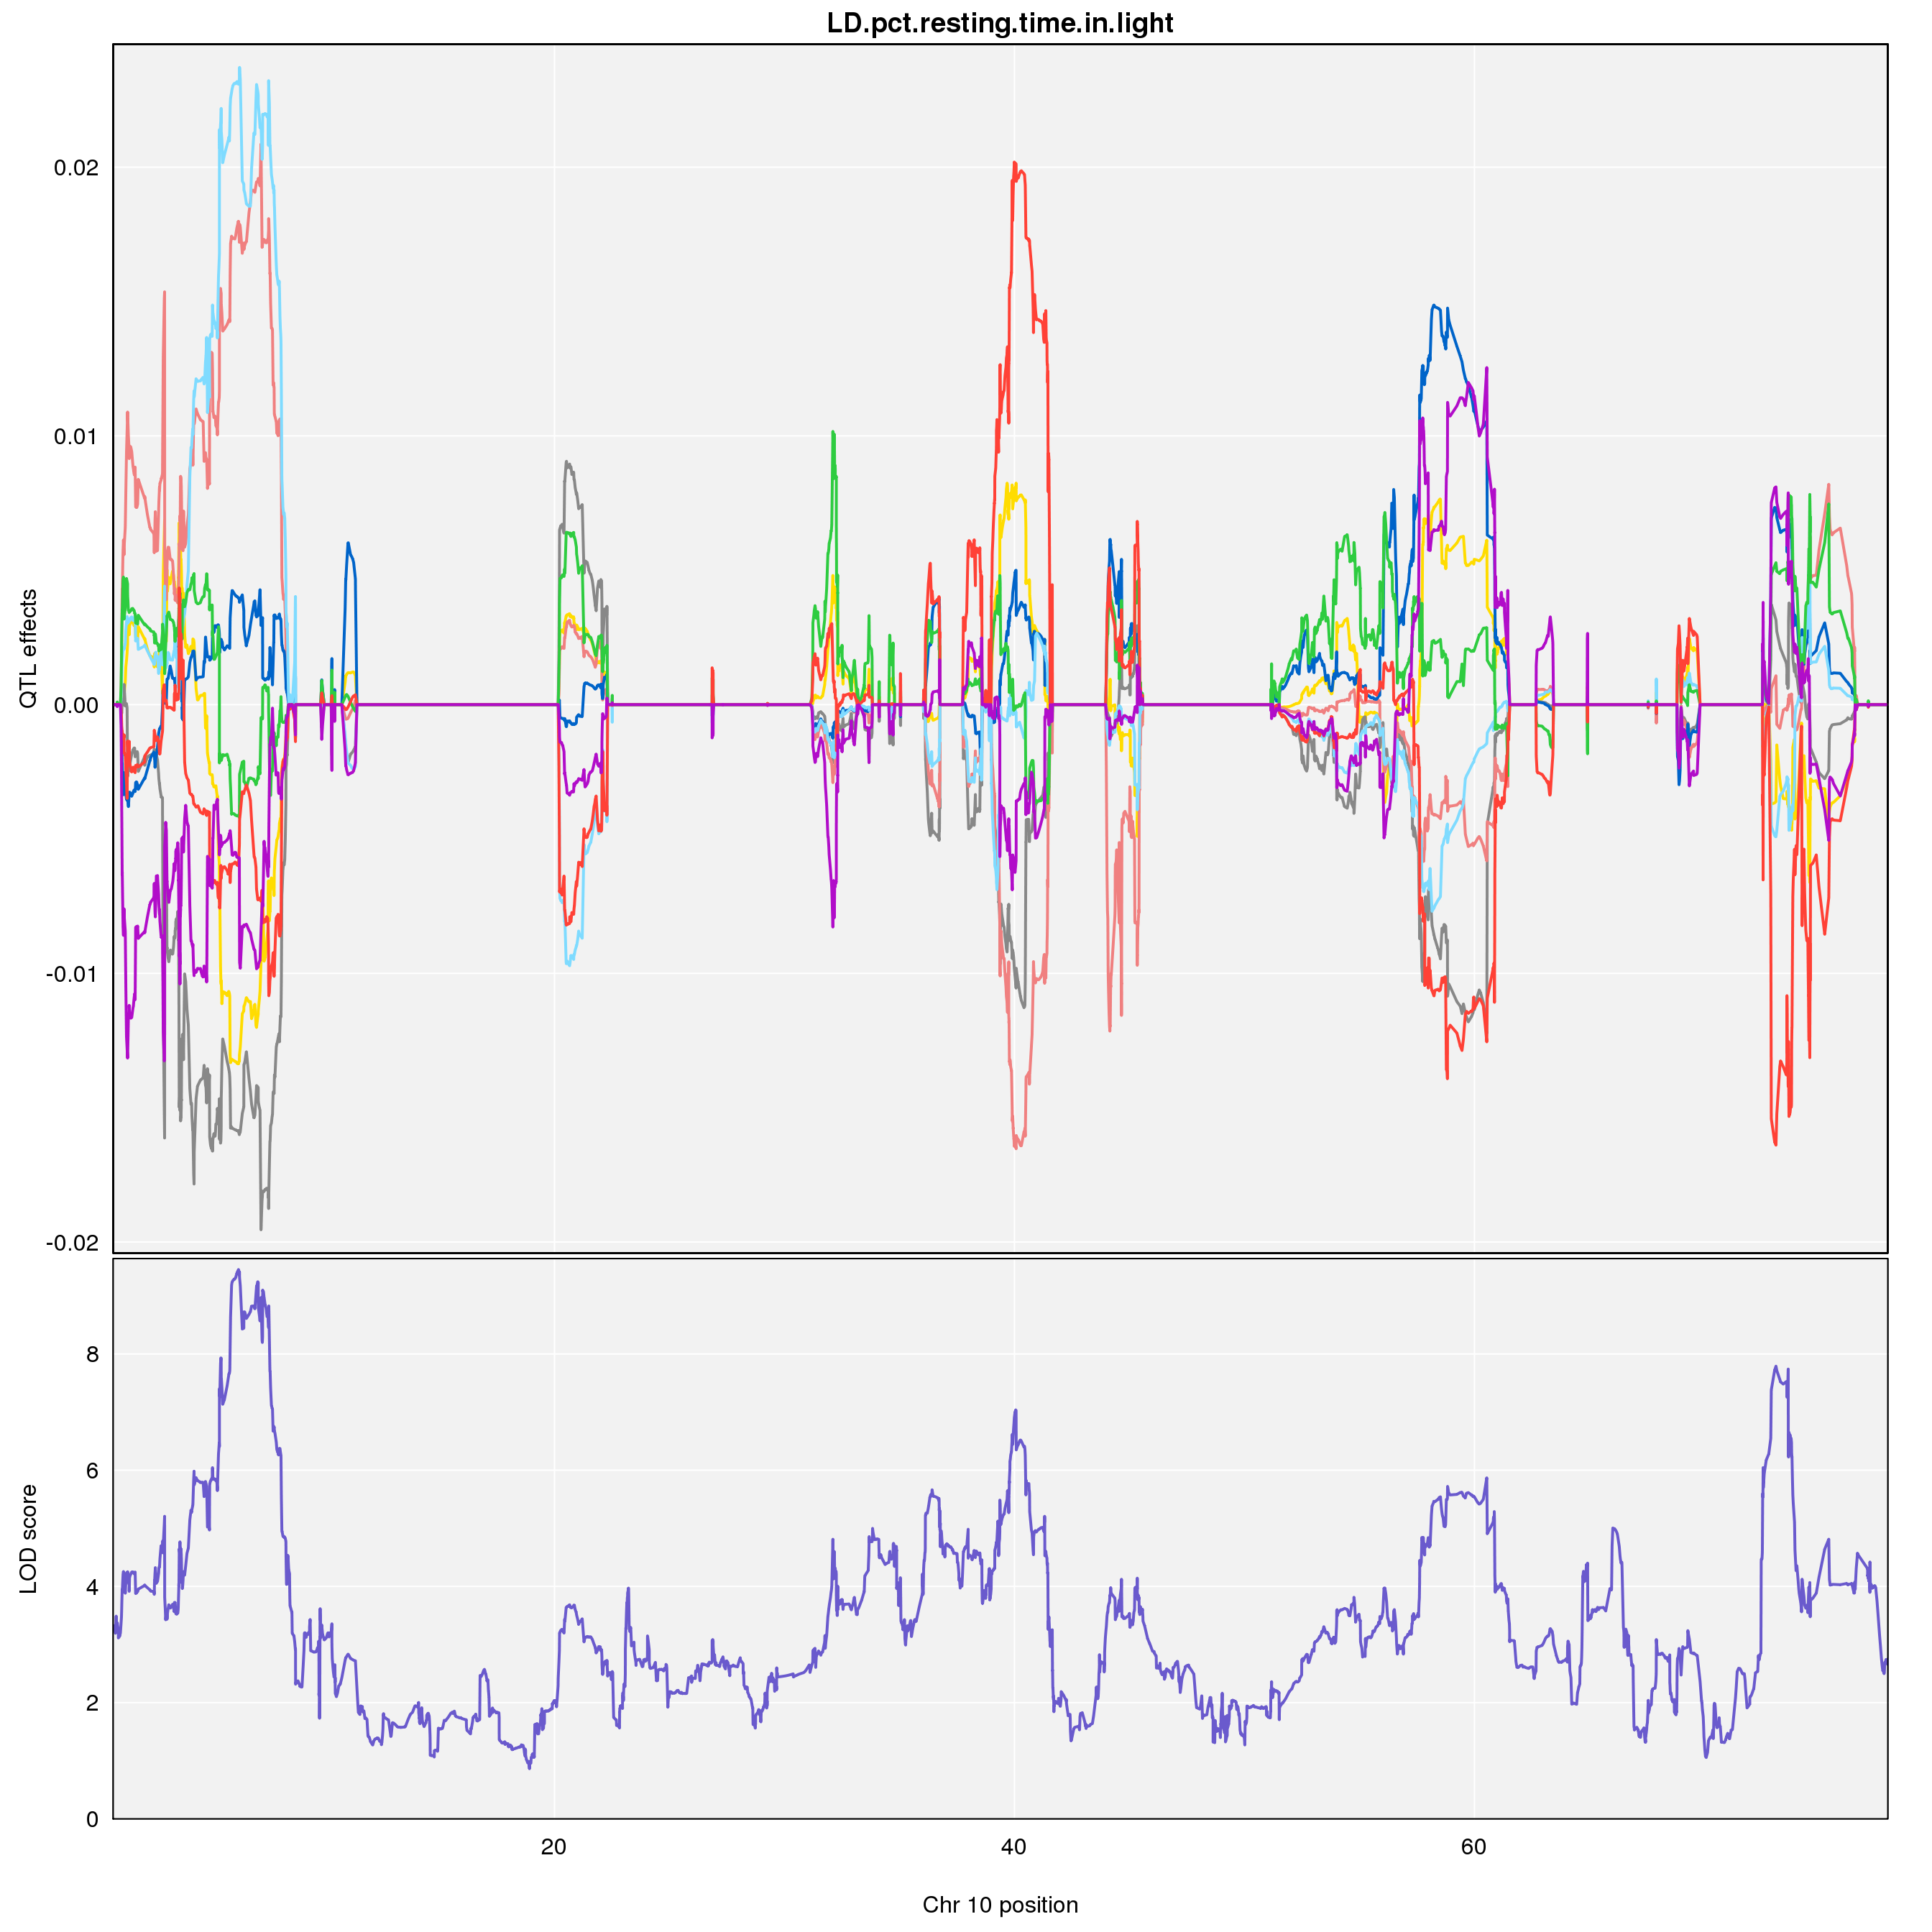 LD.pct.resting.time.in.light
QTL effects
0.02
0.01
0.00
-0.01
-0.02
LOD score
8
6
4
2
0
20 40 60
Chr 10 position